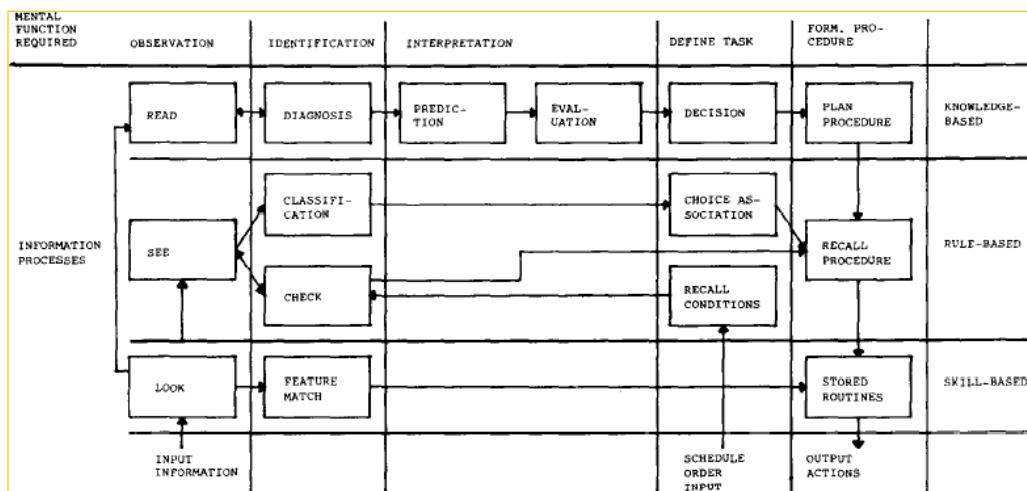 MENTAL
FUNCTION
REQUIRED
OBSERVATION
IDENTIFICATION
INTERPRETATION
DEFINE TASK
FORM. PRO-
CEDURE
READ
DIAGNOSIS
PREDIC-
TION
EVAL-
UATION
DECISION
PLAN
PROCEDURE
KNOWLEDGE-
BASED
INFORMATION
PROCESSES
SEE
CLASSIFI-
CATION
CHECK
CHOICE AS-
SOCIATION
RECALL
CONDITIONS
RECALL
PROCEDURE
RULE-BASED
LOOK
FEATURE
MATCH
STORED
ROUTINES
SKILL-BASED
INPUT
INFORMATION
SCHEDULE
ORDER
INPUT
OUTPUT
ACTIONS